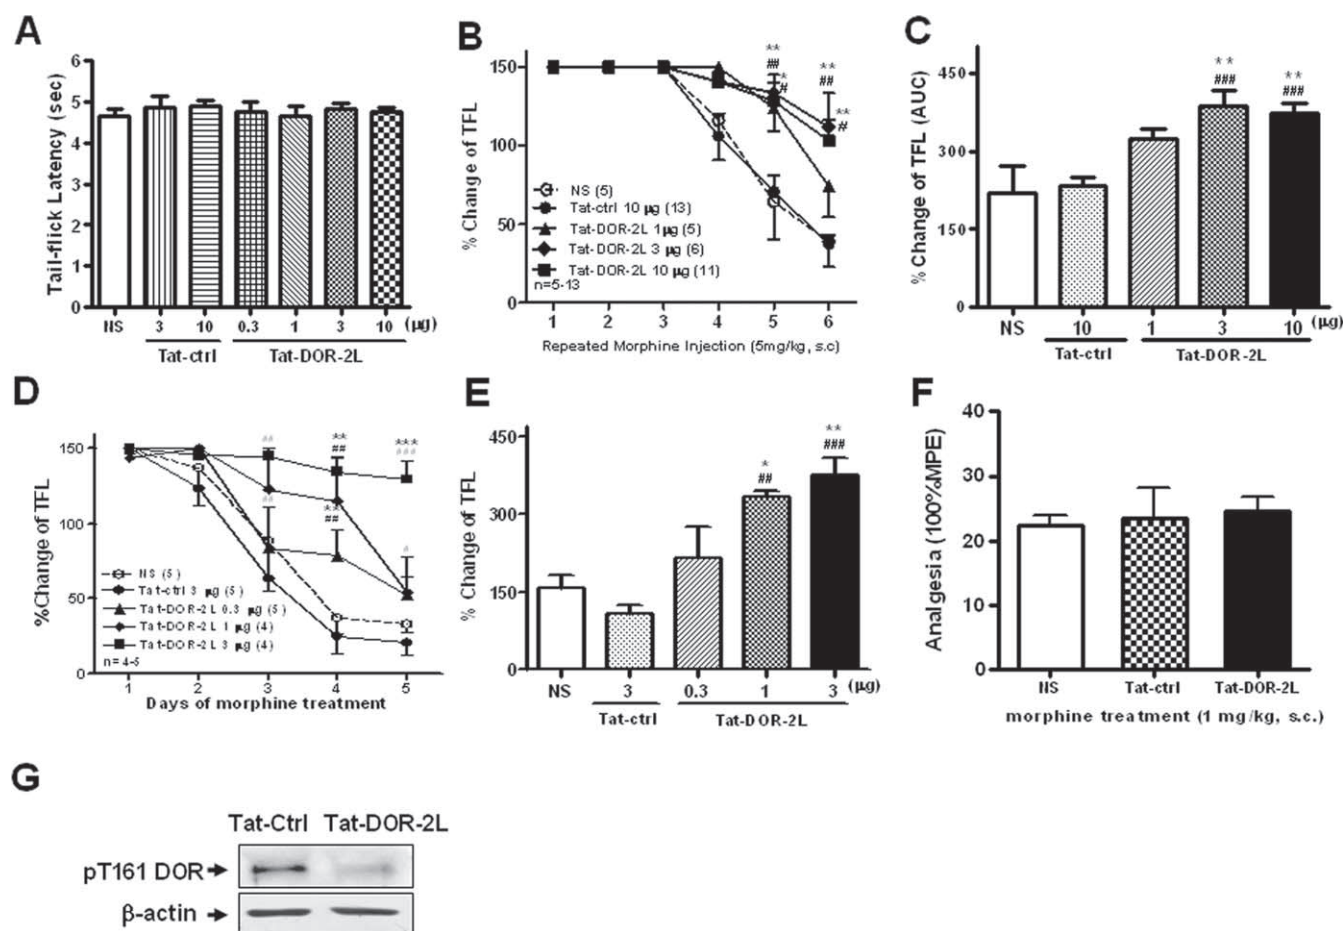 A
Tail-flick Latency (sec)
6
5
4
3
2
1
0
NS 3 10 0.3 1 3 10 (μg)
Tat-ctrl Tat-DOR-2L
B
% Change of TFL
150
100
50
0
** ## * #
** ## ** #
NS (5)
Tat-ctrl 10 μg (13)
Tat-DOR-2L 1μg (5)
Tat-DOR-2L 3 μg (6)
Tat-DOR-2L 10 μg (11)
n=5-13
1 2 3 4 5 6
Repeated Morphine Injection (5mg/kg, s.c)
C
% Change of TFL (AUC)
450
300
150
0
** **
### ###
NS 10 1 3 10 (μg)
Tat-ctrl Tat-DOR-2L
D
%Change of TFL
150
100
50
0
## ** ***
## ###
## **
##
#
NS (5)
Tat-ctrl 3 μg (5)
Tat-DOR-2L 0.3 μg (5)
Tat-DOR-2L 1 μg (4)
Tat-DOR-2L 3 μg (4)
n= 4-5
1 2 3 4 5
Days of morphine treatment
E
% Change of TFL
450
300
150
0
* **
## ###
NS 3 0.3 1 3 (μg)
Tat-ctrl Tat-DOR-2L
F
Analgesia (100%MPE)
40
30
20
10
0
NS Tat-ctrl Tat-DOR-2L
morphine treatment (1 mg/kg, s.c.)
G
Tat-Ctrl Tat-DOR-2L
pT161 DOR
β-actin